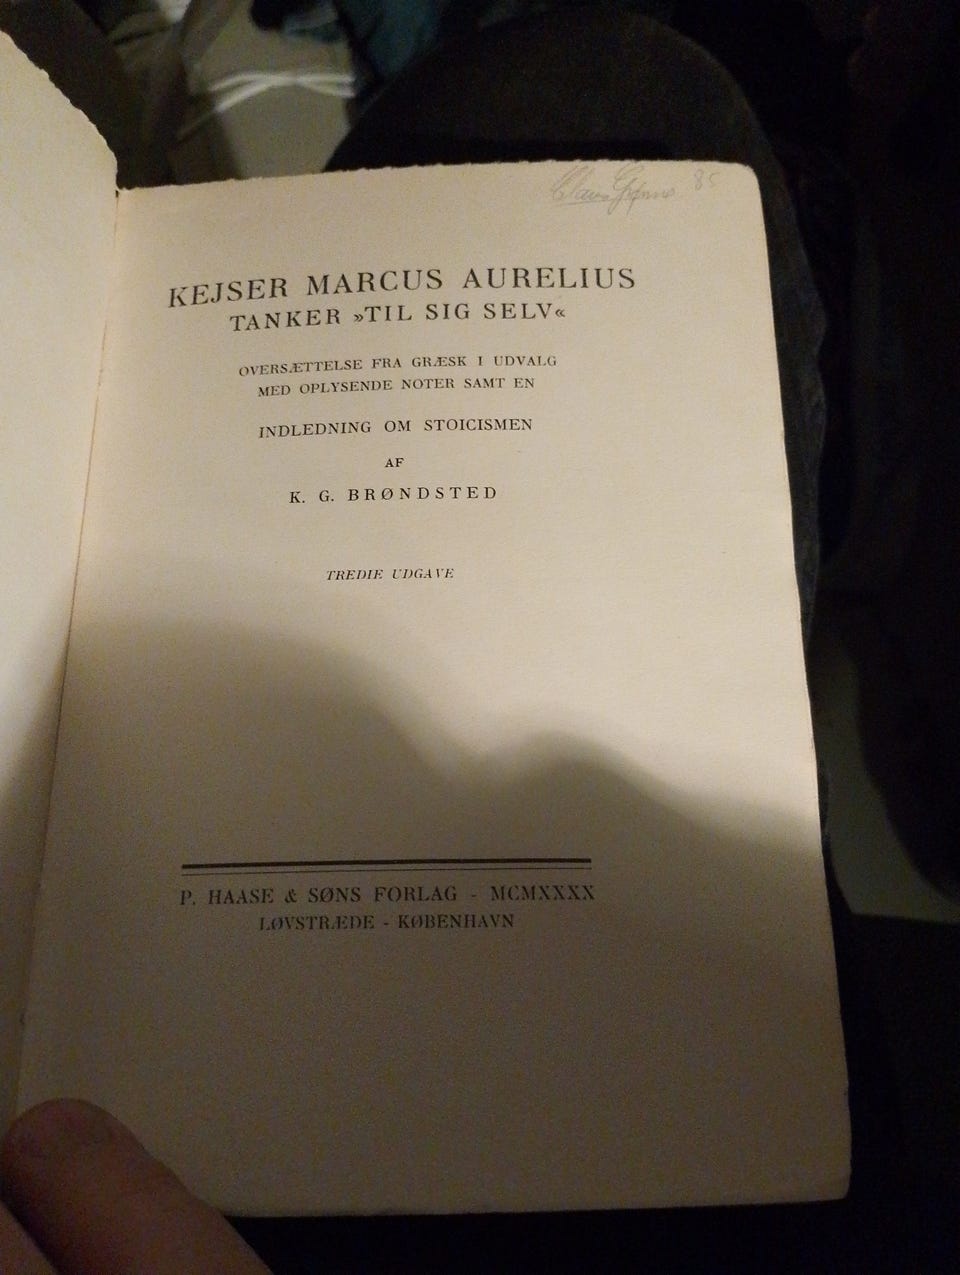 85
KEJSER MARCUS AURELIUS
TANKER »TIL SIG SELV«
OVERSÆTTELSE FRA GRÆSK I UDVALG
MED OPLYSENDE NOTER SAMT EN
INDLEDNING OM STOICISMEN
AF
K. G. BRØNDSTED
TREDIE UDGAVE
P. HAASE & SØNS FORLAG - MCMXXXX
LØVSTRÆDE - KØBENHAVN